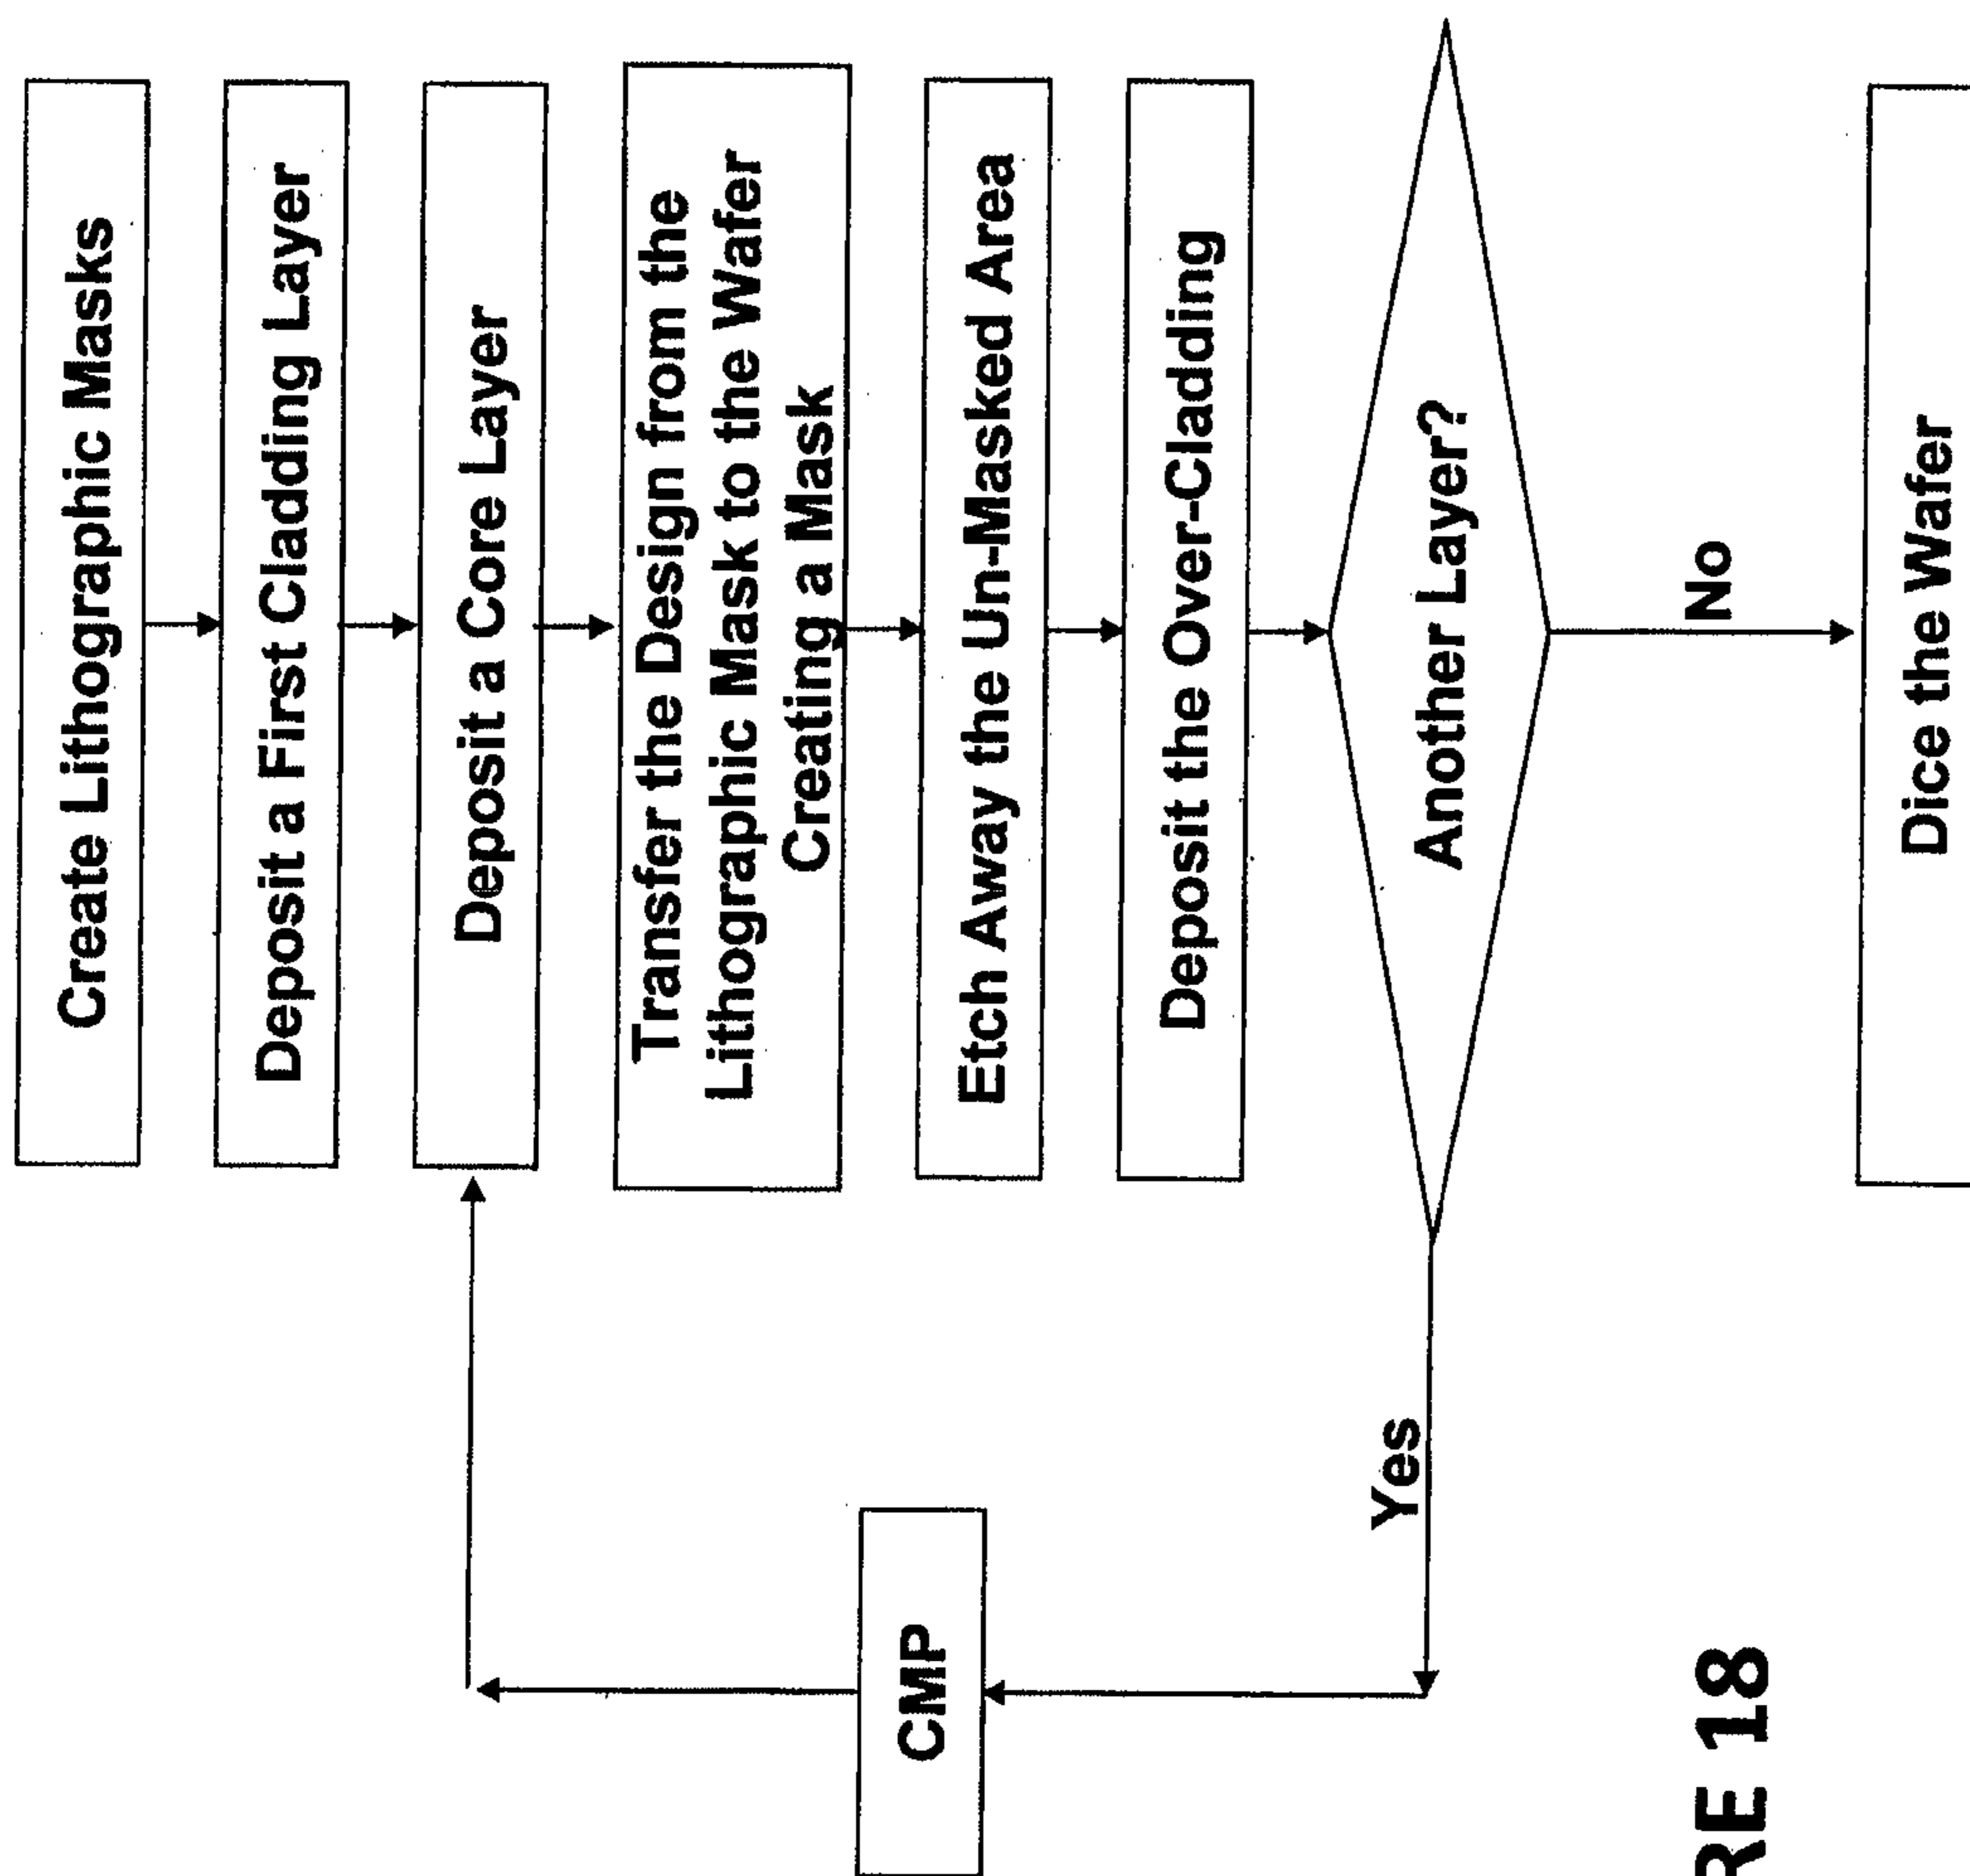 Create Lithographic Masks
Deposit a First Cladding Layer
Deposit a Core Layer
Transfer the Design from the
Lithographic Mask to the Wafer
Creating a Mask
Etch Away the Un-Masked Area
Deposit the Over-Cladding
Another Layer?
Yes
No
CMP
Dice the Wafer
RE 18